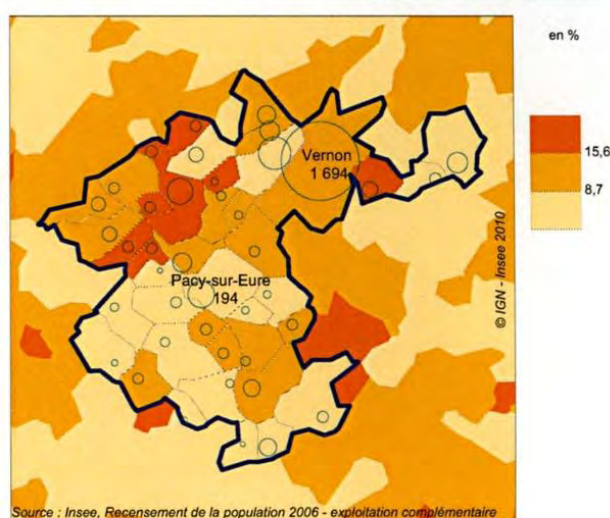 en %
15,6
8,7
Vernon
1 694
Pacy-sur-Eure
194
© IGN - Insee 2010
Source : Insee, Recensement de la population 2006 - exploitation complémentaire